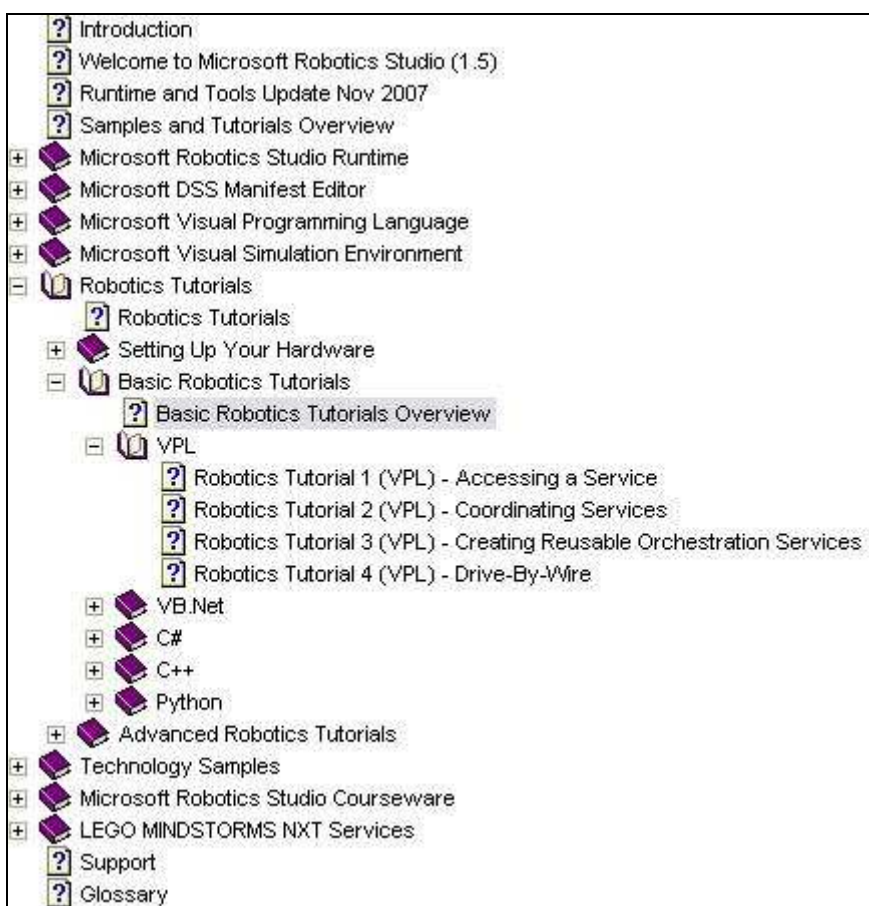 Introduction
Welcome to Microsoft Robotics Studio (1.5)
Runtime and Tools Update Nov 2007
Samples and Tutorials Overview
Microsoft Robotics Studio Runtime
Microsoft DSS Manifest Editor
Microsoft Visual Programming Language
Microsoft Visual Simulation Environment
Robotics Tutorials
Robotics Tutorials
Setting Up Your Hardware
Basic Robotics Tutorials
Basic Robotics Tutorials Overview
VPL
Robotics Tutorial 1 (VPL) - Accessing a Service
Robotics Tutorial 2 (VPL) - Coordinating Services
Robotics Tutorial 3 (VPL) - Creating Reusable Orchestration Services
Robotics Tutorial 4 (VPL) - Drive-By-Wire
VB.Net
C#
C++
Python
Advanced Robotics Tutorials
Technology Samples
Microsoft Robotics Studio Courseware
LEGO MINDSTORMS NXT Services
Support
Glossary